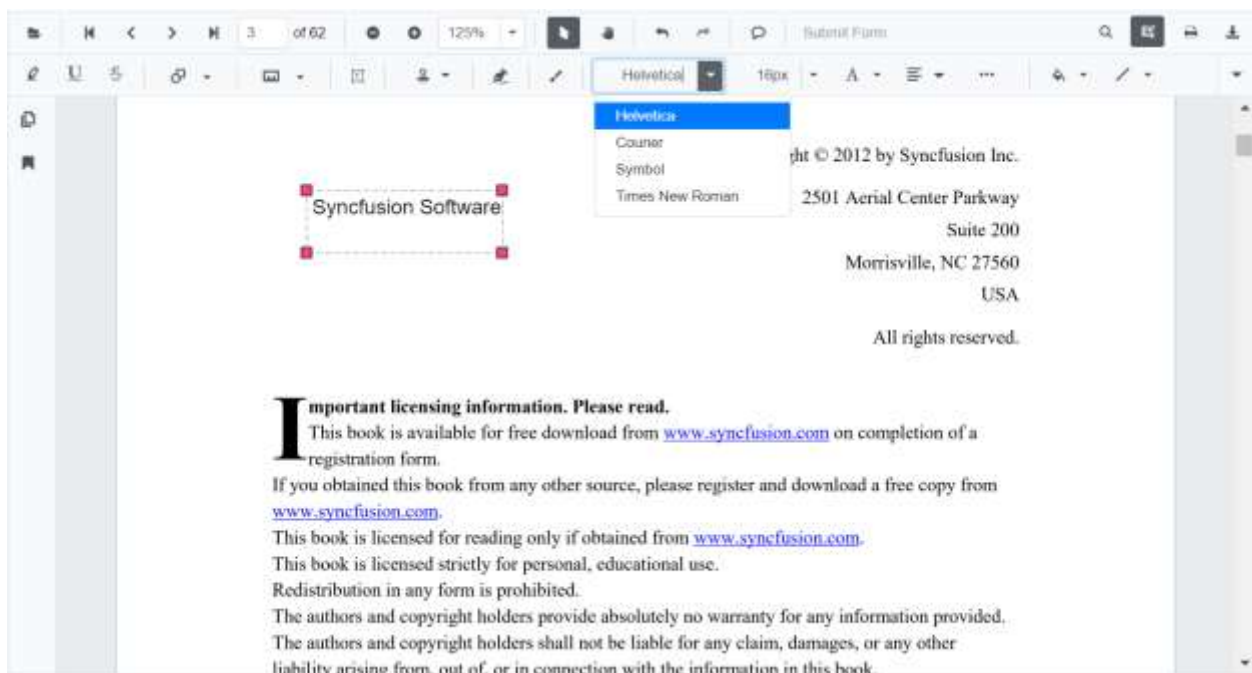 3 of 62 125% Submit Form
U S Helvetica 16px A ...
Helvetica
Courier
Symbol
Times New Roman
ght © 2012 by Syncfusion Inc.
2501 Aerial Center Parkway
Suite 200
Morrisville, NC 27560
USA
All rights reserved.
Syncfusion Software
Important licensing information. Please read.
This book is available for free download from www.syncfusion.com on completion of a
registration form.
If you obtained this book from any other source, please register and download a free copy from
www.syncfusion.com.
This book is licensed for reading only if obtained from www.syncfusion.com.
This book is licensed strictly for personal, educational use.
Redistribution in any form is prohibited.
The authors and copyright holders provide absolutely no warranty for any information provided.
The authors and copyright holders shall not be liable for any claim, damages, or any other
liability arising from, out of, or in connection with the information in this book.